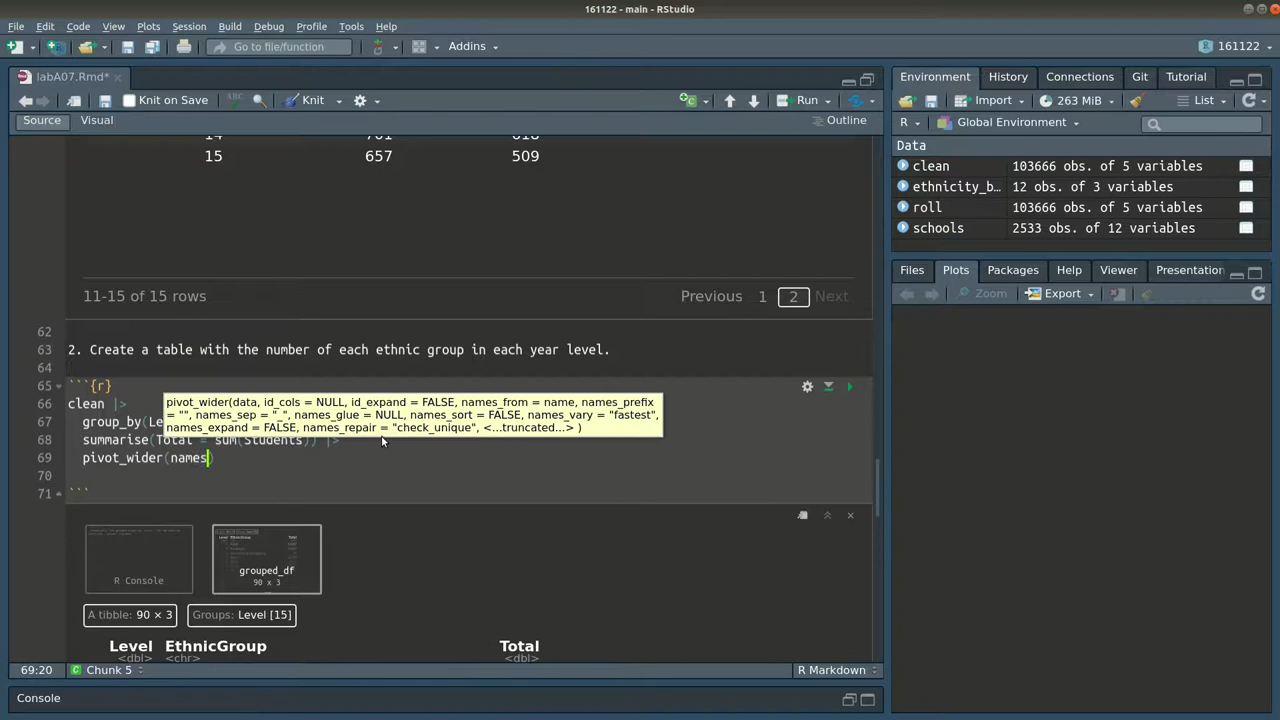 161122 - main - RStudio
File Edit Code View Plots Session Build Debug Profile Tools Help
Go to file/function Addins 161122
labA07.Rmd*
Knit on Save Knit Run
Source Visual Outline
15 657 509
11-15 of 15 rows Previous 1 2 Next
62
63 2. Create a table with the number of each ethnic group in each year level.
64
65 ```{r}
66 clean |>
67 group_by(Le
68 summarise(Total = sum(Students)) |>
69 pivot_wider(names)
70
71 ```
pivot_wider(data, id_cols = NULL, id_expand = FALSE, names_from = name, names_prefix
= "", names_sep = "_", names_glue = NULL, names_sort = FALSE, names_vary = "fastest",
names_expand = FALSE, names_repair = "check_unique", <...truncated...> )
R Console
grouped_df
90 x 3
A tibble: 90 × 3 Groups: Level [15]
Level EthnicGroup Total
<dbl> <chr> <dbl>
69:20 Chunk 5 R Markdown
Console
Environment History Connections Git Tutorial
Import 263 MiB List
R Global Environment
Data
clean 103666 obs. of 5 variables
ethnicity_b… 12 obs. of 3 variables
roll 103666 obs. of 5 variables
schools 2533 obs. of 12 variables
Files Plots Packages Help Viewer Presentation
Zoom Export